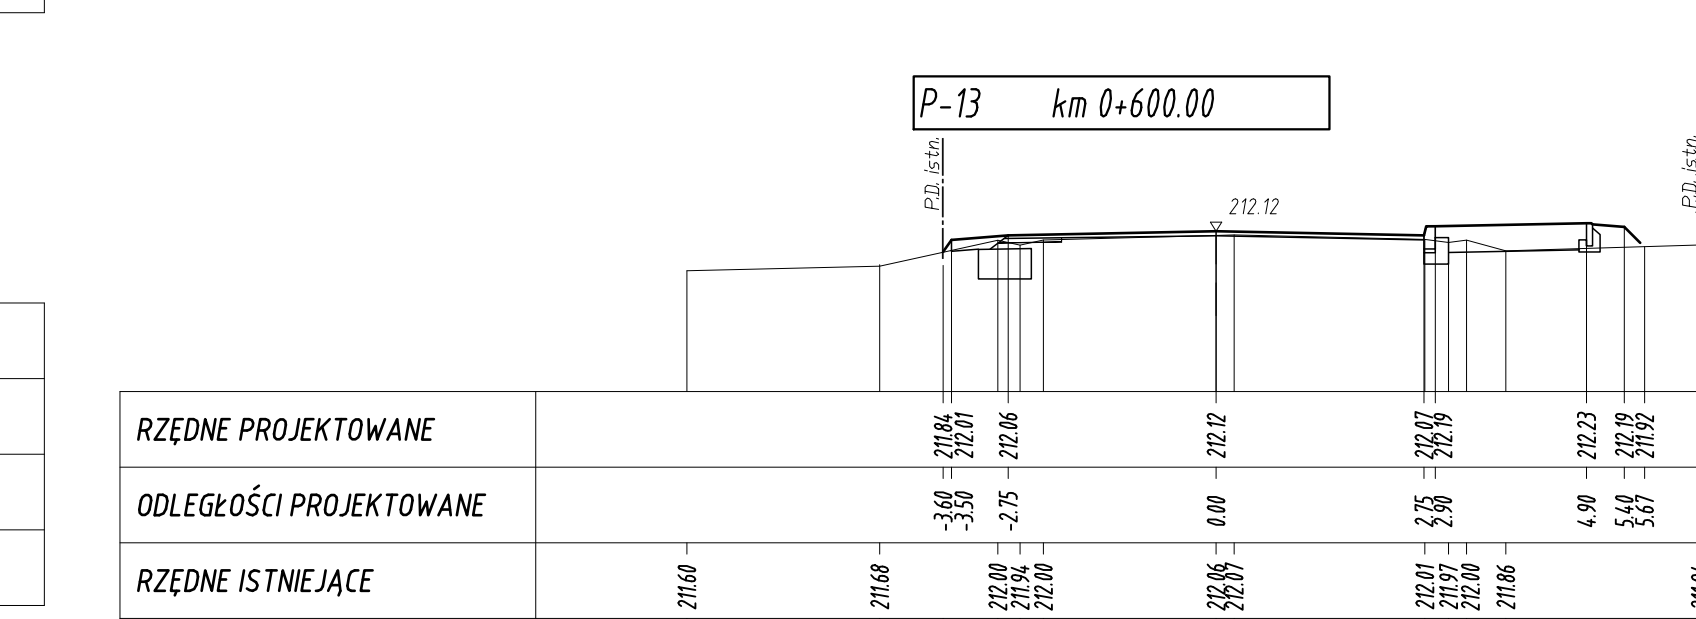 P-13 km 0+600.00
P.D. istn.
P.D. istn.
212.12
RZĘDNE PROJEKTOWANE 211.84 212.01 212.06 212.12 212.07 212.19 212.23 212.19 211.92
ODLEGŁOŚCI PROJEKTOWANE -3.60 -3.50 -2.75 0.00 2.75 2.90 4.90 5.40 5.67
RZĘDNE ISTNIEJĄCE 211.60 211.68 212.00 211.94 212.00 212.06 212.07 212.01 211.97 212.00 211.86